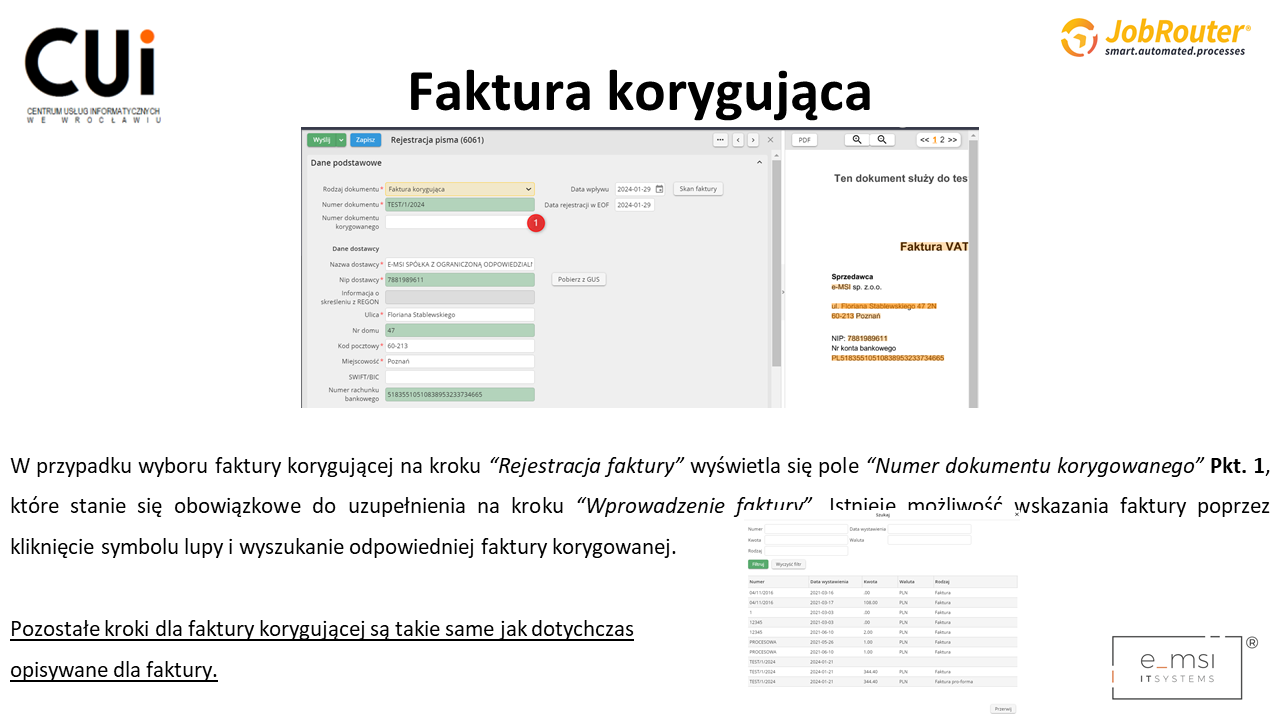 CUi
CENTRUM USŁUG INFORMATYCZNYCH
WE WROCŁAWIU
JobRouter®
smart.automated.processes
Faktura korygująca
Wyślij Zapisz Rejestracja pisma (6061)
Dane podstawowe
Rodzaj dokumentu * Faktura korygująca Data wpływu 2024-01-29 Skan faktury
Numer dokumentu * TEST/1/2024 Data rejestracji w EOF 2024-01-29
Numer dokumentu
korygowanego
1
Dane dostawcy
Nazwa dostawcy * E-MSI SPÓŁKA Z OGRANICZONĄ ODPOWIEDZIAL
Nip dostawcy * 7881989611 Pobierz z GUS
Informacja o
skreśleniu z REGON
Ulica * Floriana Stablewskiego
Nr domu 47
Kod pocztowy * 60-213
Miejscowość * Poznań
SWIFT/BIC
Numer rachunku
bankowego 51835510510838953233734665
PDF << 1 2 >>
Ten dokument służy do tes
Faktura VAT
Sprzedawca
e-MSI sp. z.o.o.
ul. Floriana Stablewskiego 47 2N
60-213 Poznań
NIP: 7881989611
Nr konta bankowego
W przypadku wyboru faktury korygującej na kroku “Rejestracja faktury” wyświetla się pole “Numer dokumentu korygowanego” Pkt. 1,
które stanie się obowiązkowe do uzupełnienia na kroku “Wprowadzenie faktury”. Istnieje możliwość wskazania faktury poprzez
kliknięcie symbolu lupy i wyszukanie odpowiedniej faktury korygowanej.
Pozostałe kroki dla faktury korygującej są takie same jak dotychczas
opisywane dla faktury.
Szukaj
Numer Data wystawienia
Kwota Waluta
Rodzaj
Filtruj Wyczyść filtr
Numer Data wystawienia Kwota Waluta Rodzaj
04/11/2016 2021-03-16 .00 PLN Faktura
04/11/2016 2021-03-17 108.00 PLN Faktura
1 2021-03-03 .00 PLN Faktura
12345 2021-03-03 .00 PLN Faktura
12345 2021-06-10 2.00 PLN Faktura
PROCESOWA 2021-05-26 1.00 PLN Faktura
PROCESOWA 2021-06-10 1.00 PLN Faktura
TEST/1/2024 2024-01-21
TEST/1/2024 2024-01-21 344.40 PLN Faktura
TEST/1/2024 2024-01-21 344.40 PLN Faktura pro-forma
Przerwij
e_msi ®
IT SYSTEMS